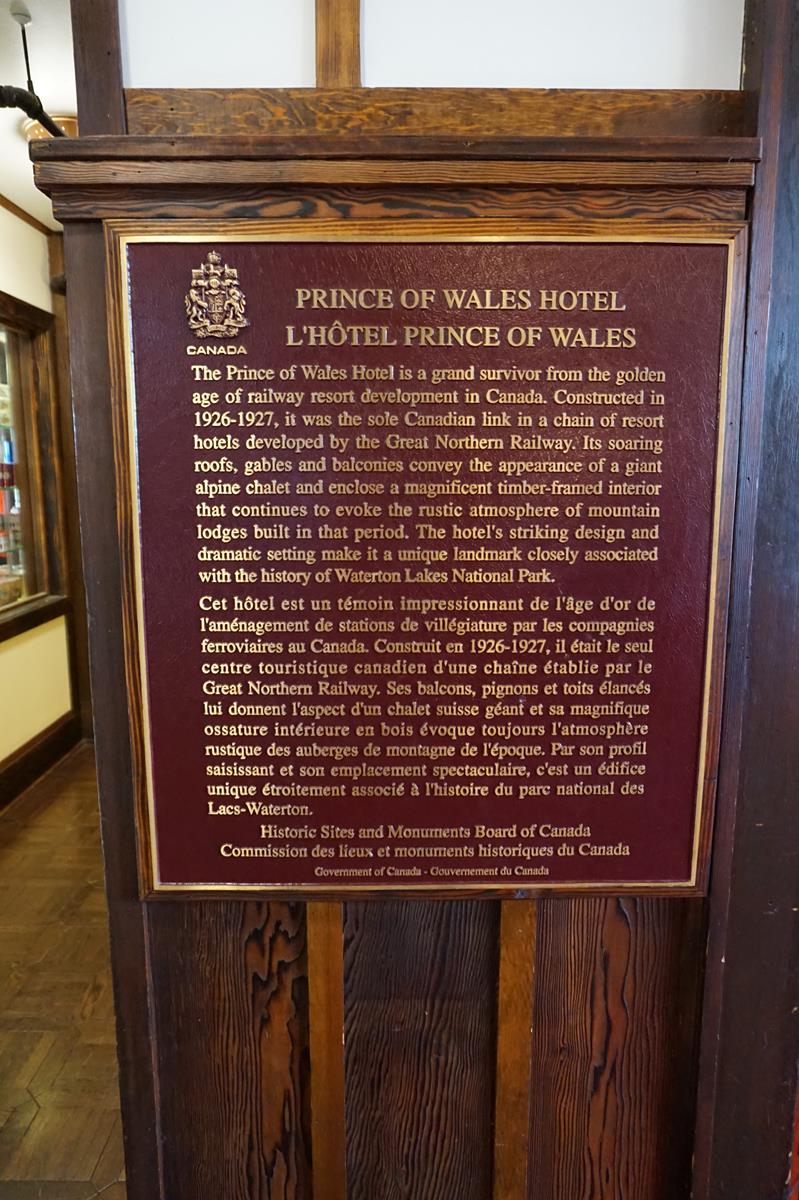 CANADA
PRINCE OF WALES HOTEL
L'HÔTEL PRINCE OF WALES
The Prince of Wales Hotel is a grand survivor from the golden
age of railway resort development in Canada. Constructed in
1926-1927, it was the sole Canadian link in a chain of resort
hotels developed by the Great Northern Railway. Its soaring
roofs, gables and balconies convey the appearance of a giant
alpine chalet and enclose a magnificent timber-framed interior
that continues to evoke the rustic atmosphere of mountain
lodges built in that period. The hotel's striking design and
dramatic setting make it a unique landmark closely associated
with the history of Waterton Lakes National Park.
Cet hôtel est un témoin impressionnant de l'âge d'or de
l'aménagement de stations de villégiature par les compagnies
ferroviaires au Canada. Construit en 1926-1927, il était le seul
centre touristique canadien d'une chaîne établie par le
Great Northern Railway. Ses balcons, pignons et toits élancés
lui donnent l'aspect d'un chalet suisse géant et sa magnifique
ossature intérieure en bois évoque toujours l'atmosphère
rustique des auberges de montagne de l'époque. Par son profil
saisissant et son emplacement spectaculaire, c'est un édifice
unique étroitement associé à l'histoire du parc national des
Lacs-Waterton.
Historic Sites and Monuments Board of Canada
Commission des lieux et monuments historiques du Canada
Government of Canada - Gouvernement du Canada